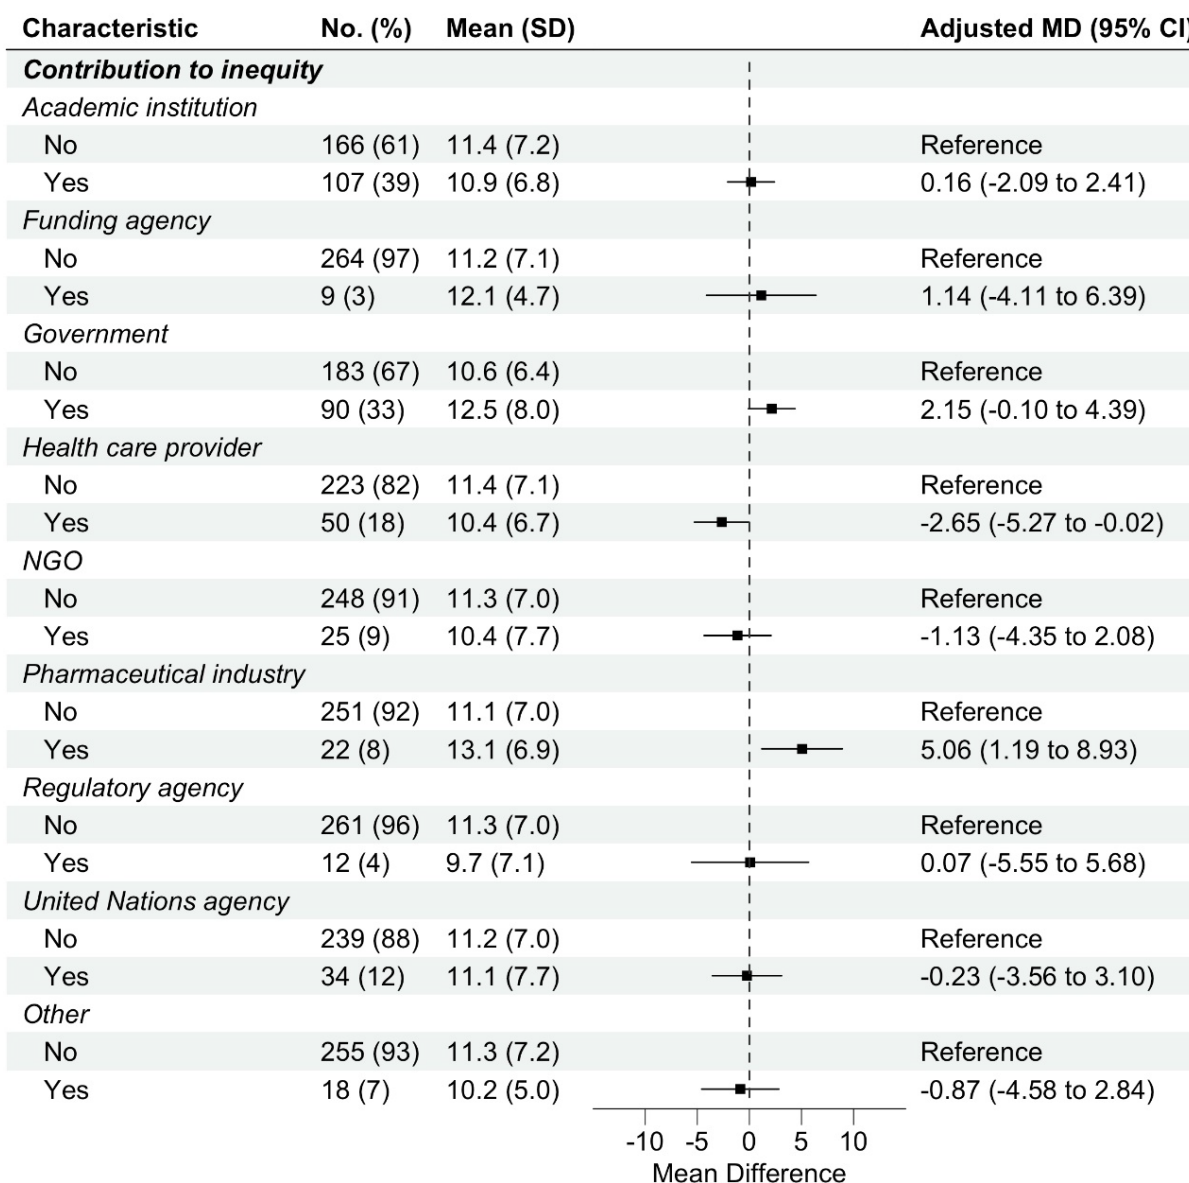 Characteristic No. (%) Mean (SD) Adjusted MD (95% CI)
Contribution to inequity
Academic institution
No 166 (61) 11.4 (7.2) Reference
Yes 107 (39) 10.9 (6.8) 0.16 (-2.09 to 2.41)
Funding agency
No 264 (97) 11.2 (7.1) Reference
Yes 9 (3) 12.1 (4.7) 1.14 (-4.11 to 6.39)
Government
No 183 (67) 10.6 (6.4) Reference
Yes 90 (33) 12.5 (8.0) 2.15 (-0.10 to 4.39)
Health care provider
No 223 (82) 11.4 (7.1) Reference
Yes 50 (18) 10.4 (6.7) -2.65 (-5.27 to -0.02)
NGO
No 248 (91) 11.3 (7.0) Reference
Yes 25 (9) 10.4 (7.7) -1.13 (-4.35 to 2.08)
Pharmaceutical industry
No 251 (92) 11.1 (7.0) Reference
Yes 22 (8) 13.1 (6.9) 5.06 (1.19 to 8.93)
Regulatory agency
No 261 (96) 11.3 (7.0) Reference
Yes 12 (4) 9.7 (7.1) 0.07 (-5.55 to 5.68)
United Nations agency
No 239 (88) 11.2 (7.0) Reference
Yes 34 (12) 11.1 (7.7) -0.23 (-3.56 to 3.10)
Other
No 255 (93) 11.3 (7.2) Reference
Yes 18 (7) 10.2 (5.0) -0.87 (-4.58 to 2.84)
-10 -5 0 5 10
Mean Difference